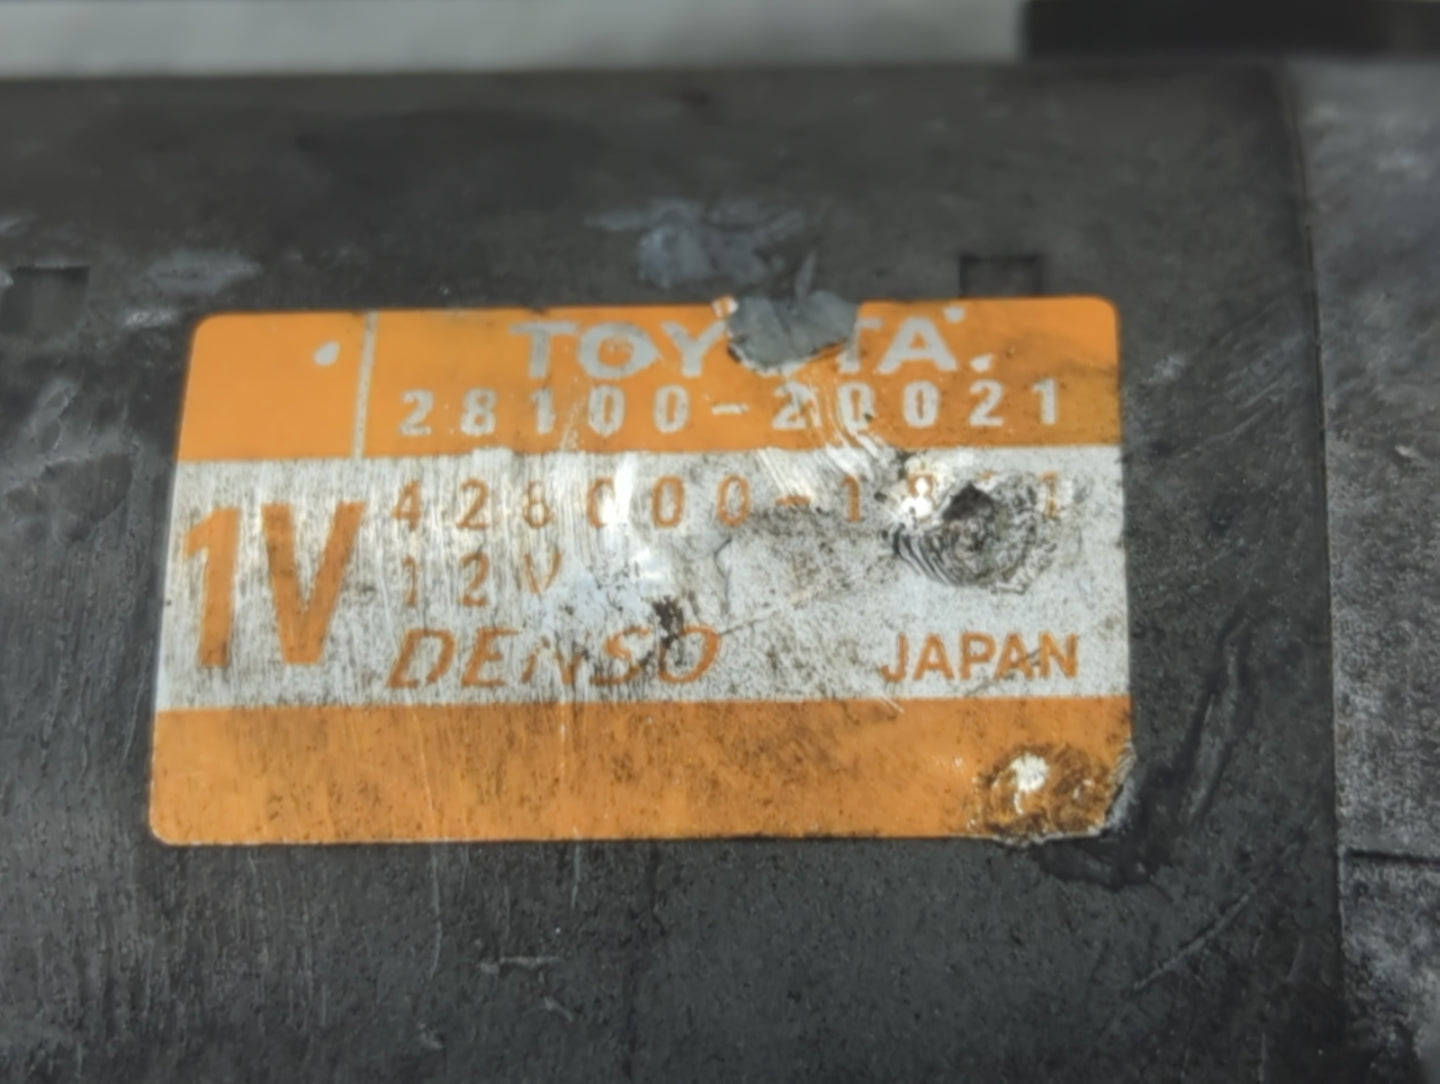 TOYOTA
28100-20021
1V
12V
DENSO JAPAN